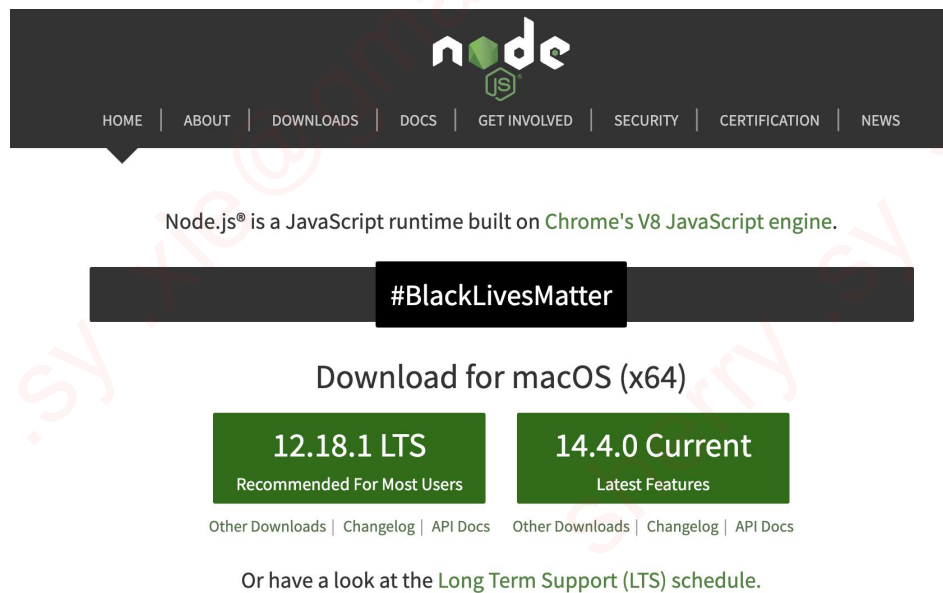 node
JS®
HOME | ABOUT | DOWNLOADS | DOCS | GET INVOLVED | SECURITY | CERTIFICATION | NEWS
Node.js® is a JavaScript runtime built on Chrome's V8 JavaScript engine.
#BlackLivesMatter
Download for macOS (x64)
12.18.1 LTS
Recommended For Most Users
14.4.0 Current
Latest Features
Other Downloads | Changelog | API Docs
Other Downloads | Changelog | API Docs
Or have a look at the Long Term Support (LTS) schedule.